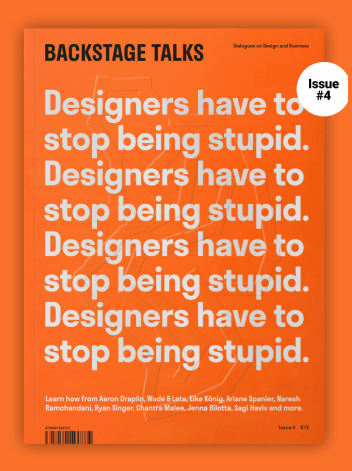 BACKSTAGE TALKS
Dialogues on Design and Business
Issue
#4
Designers have to
stop being stupid.
Designers have to
stop being stupid.
Designers have to
stop being stupid.
Designers have to
stop being stupid.
Learn how from Aaron Draplin, Wade & Leta, Eike König, Ariane Spanier, Naresh
Ramchandani, Ryan Singer, Chantra Malee, Jenna Bilotta, Sagi Haviv and more.
Issue 4